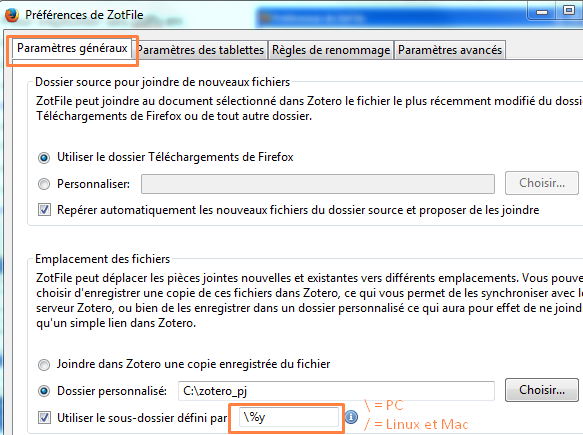 Préférences de ZotFile
Paramètres généraux Paramètres des tablettes Règles de renommage Paramètres avancés
Dossier source pour joindre de nouveaux fichiers
ZotFile peut joindre au document sélectionné dans Zotero le fichier le plus récemment modifié du doss
Téléchargements de Firefox ou de tout autre dossier.
Utiliser le dossier Téléchargements de Firefox
Personnaliser: Choisir...
Repérer automatiquement les nouveaux fichiers du dossier source et proposer de les joindre
Emplacement des fichiers
ZotFile peut déplacer les pièces jointes nouvelles et existantes vers différents emplacements. Vous pouve
choisir d'enregistrer une copie de ces fichiers dans Zotero, ce qui vous permet de les synchroniser avec le
serveur Zotero, ou bien de les enregistrer dans un dossier personnalisé ce qui aura pour effet de ne joind
qu'un simple lien dans Zotero.
Joindre dans Zotero une copie enregistrée du fichier
Dossier personnalisé: C:\zotero_pj Choisir...
\ = PC
Utiliser le sous-dossier défini par \%y
/ = Linux et Mac